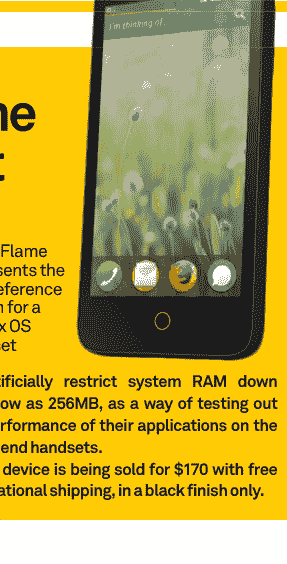 I'm thinking of...
ne
t
Flame
sents the
eference
n for a
x OS
et
ificially restrict system RAM down
ow as 256MB, as a way of testing out
rformance of their applications on the
end handsets.
device is being sold for $170 with free
ational shipping, in a black finish only.